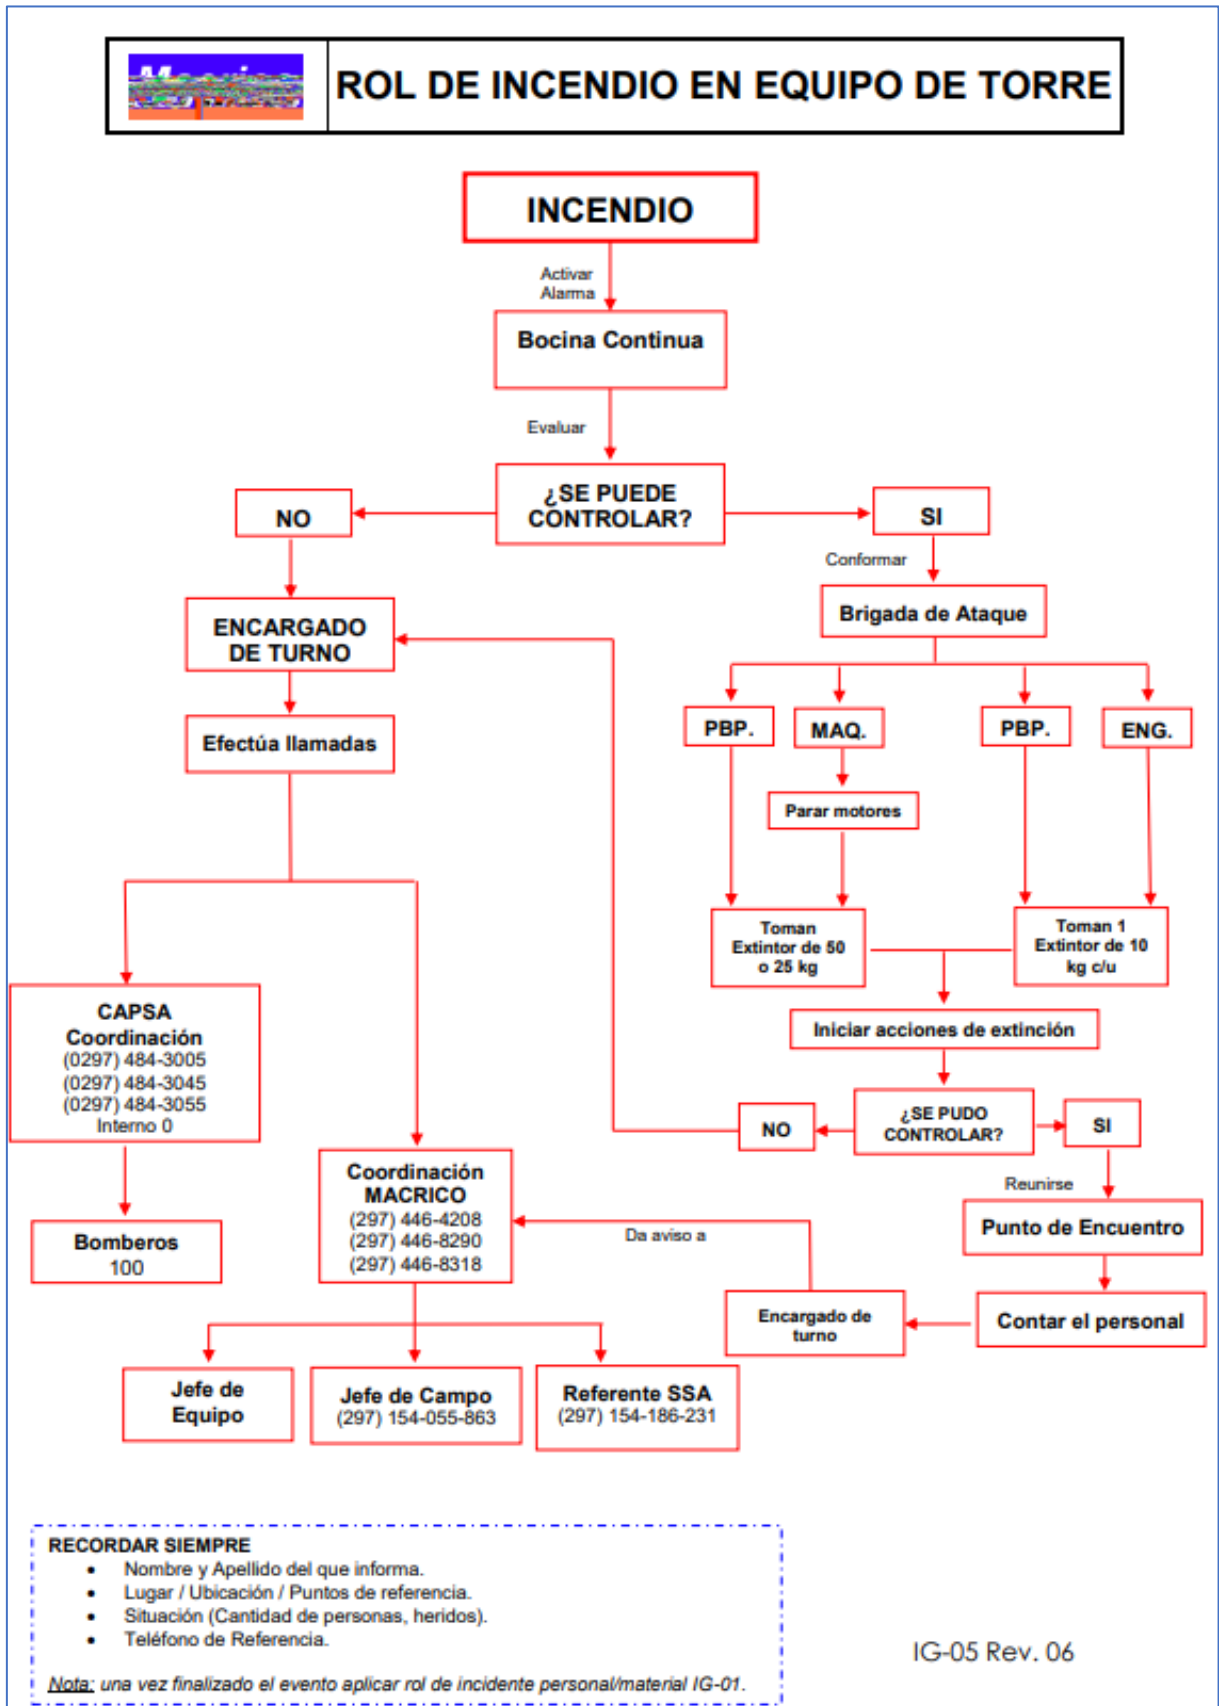 ROL DE INCENDIO EN EQUIPO DE TORRE
INCENDIO
Activar
Alarma
Bocina Continua
Evaluar
¿SE PUEDE
CONTROLAR?
NO
SI
Conformar
ENCARGADO
DE TURNO
Brigada de Ataque
Efectúa llamadas
PBP.
MAQ.
PBP.
ENG.
Parar motores
Toman
Extintor de 50
o 25 kg
Toman 1
Extintor de 10
kg c/u
Iniciar acciones de extinción
¿SE PUDO
CONTROLAR?
NO
SI
Reunirse
Punto de Encuentro
Contar el personal
Encargado de
turno
Da aviso a
CAPSA
Coordinación
(0297) 484-3005
(0297) 484-3045
(0297) 484-3055
Interno 0
Bomberos
100
Coordinación
MACRICO
(297) 446-4208
(297) 446-8290
(297) 446-8318
Jefe de
Equipo
Jefe de Campo
(297) 154-055-863
Referente SSA
(297) 154-186-231
RECORDAR SIEMPRE
• Nombre y Apellido del que informa.
• Lugar / Ubicación / Puntos de referencia.
• Situación (Cantidad de personas, heridos).
• Teléfono de Referencia.
Nota: una vez finalizado el evento aplicar rol de incidente personal/material IG-01.
IG-05 Rev. 06